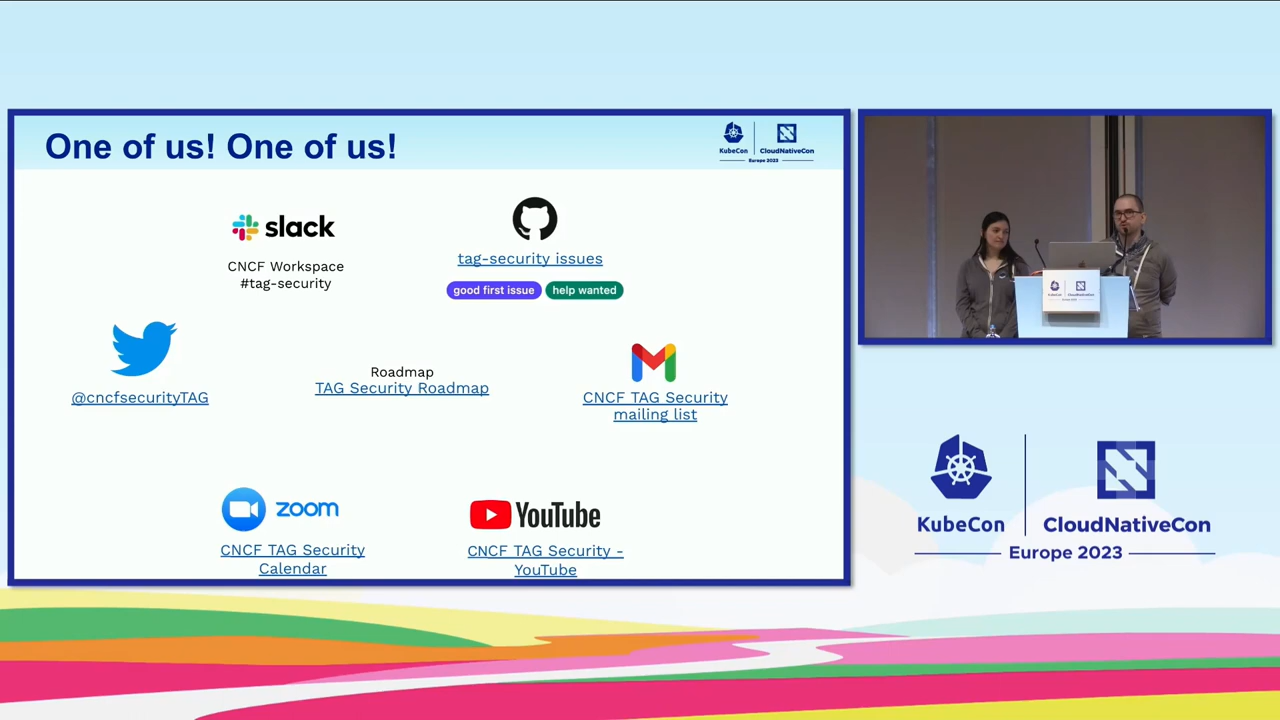 One of us! One of us!
KubeCon
CloudNativeCon
Europe 2023
slack
CNCF Workspace
#tag-security
tag-security issues
good first issue
help wanted
@cncfsecurityTAG
Roadmap
TAG Security Roadmap
CNCF TAG Security
mailing list
zoom
CNCF TAG Security
Calendar
YouTube
CNCF TAG Security -
YouTube
KubeCon
CloudNativeCon
Europe 2023